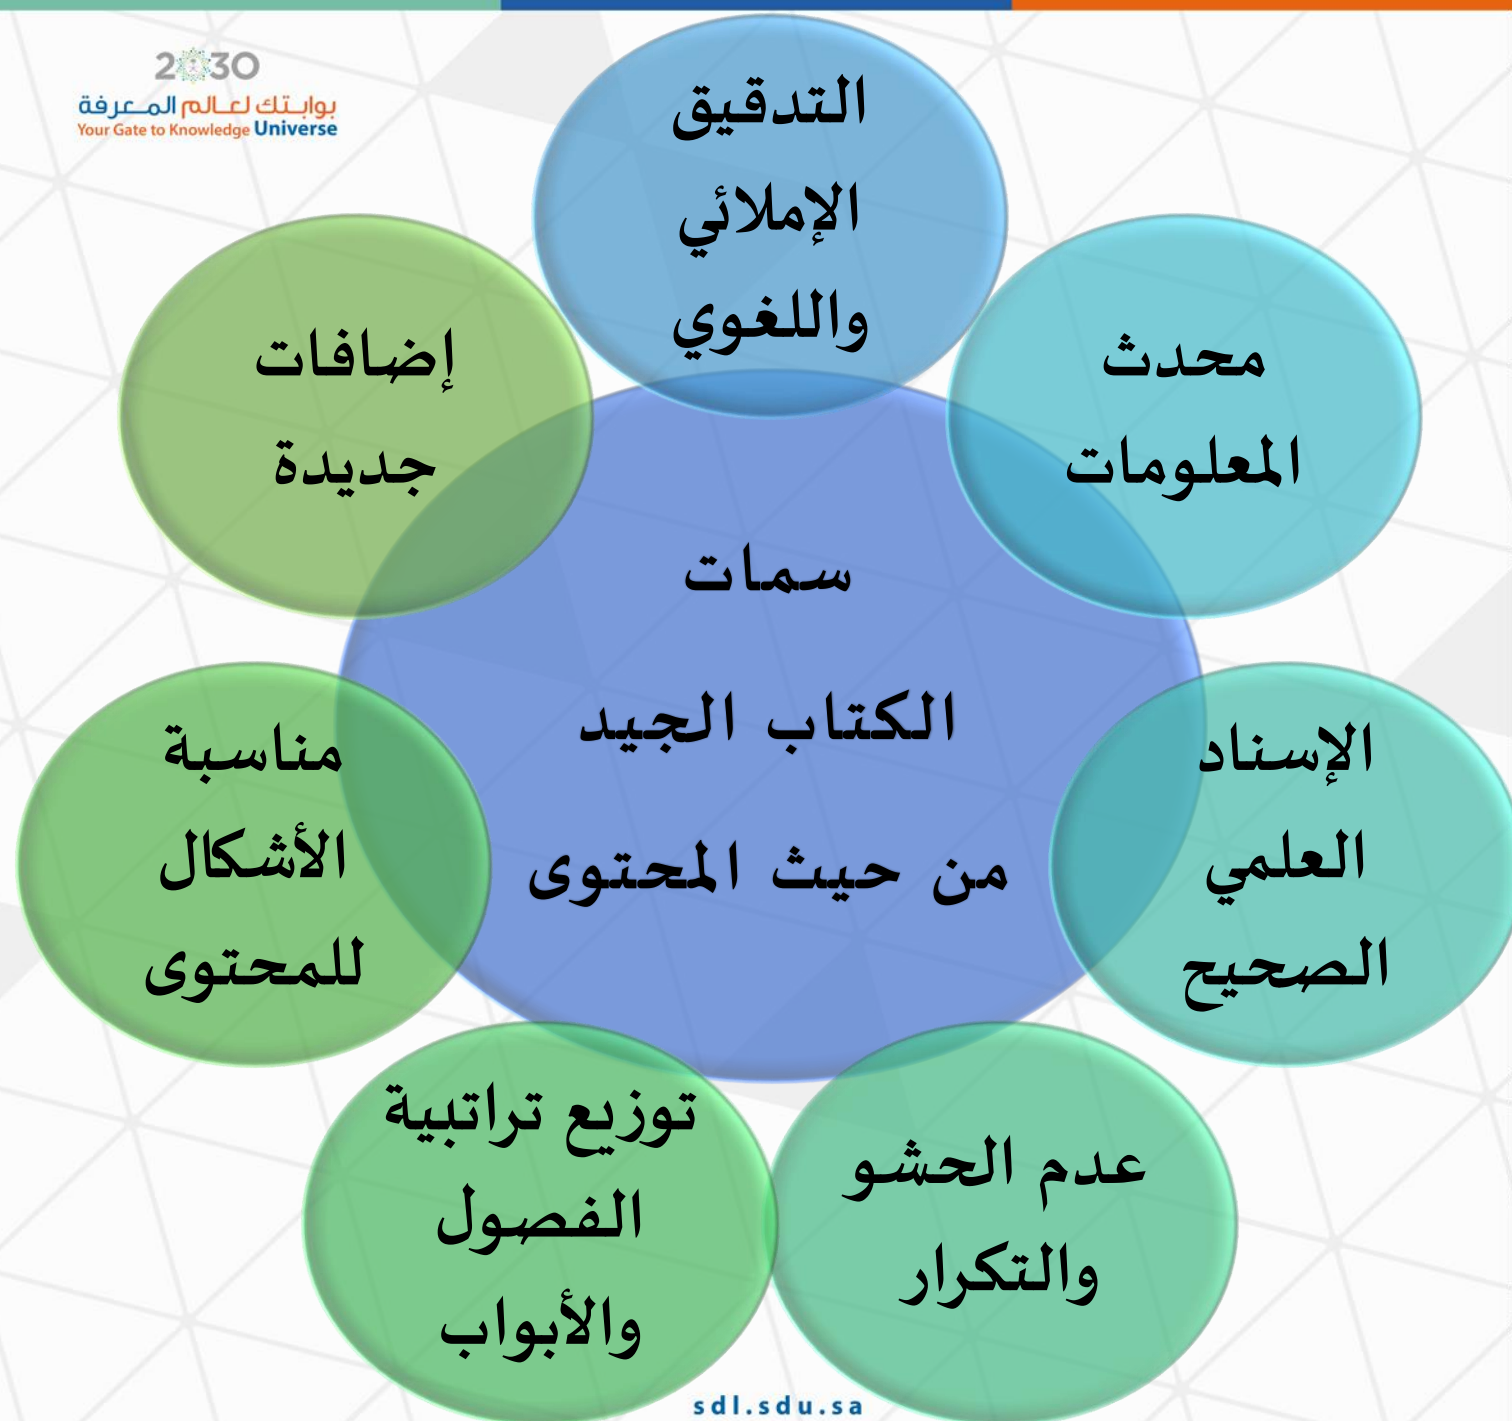 2030
بوابتك لعالم المعرفة
Your Gate to Knowledge Universe
التدقيق
الإملائي
واللغوي
محدث
المعلومات
الإسناد
العلمي
الصحيح
عدم الحشو
والتكرار
توزيع تراتبية
الفصول
والأبواب
مناسبة
الأشكال
للمحتوى
إضافات
جديدة
سمات
الكتاب الجيد
من حيث المحتوى
sdl.sdu.sa